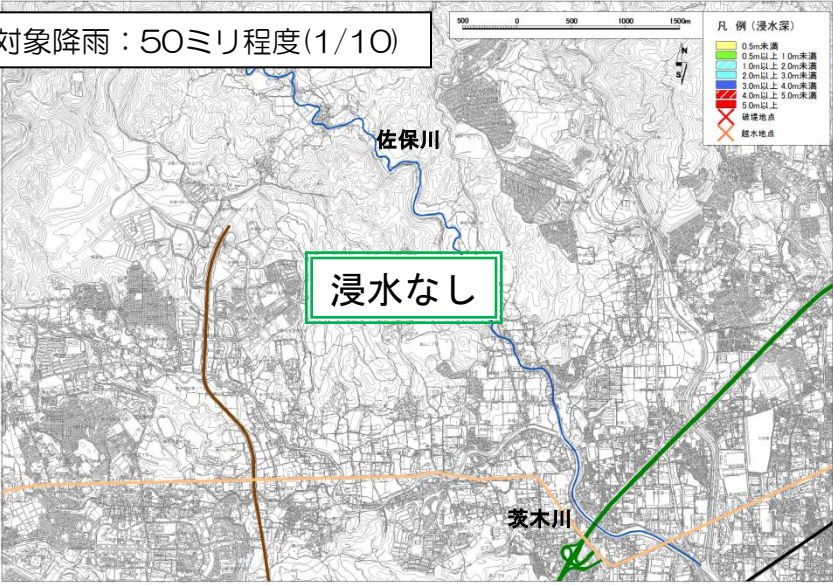 対象降雨：50ミリ程度(1/10)
500 0 500 1000 1500m
N
S
凡 例 (浸水深)
0.5m未満
0.5m以上 1.0m未満
1.0m以上 2.0m未満
2.0m以上 3.0m未満
3.0m以上 4.0m未満
4.0m以上 5.0m未満
5.0m以上
破堤地点
越水地点
佐保川
浸水なし
茨木川